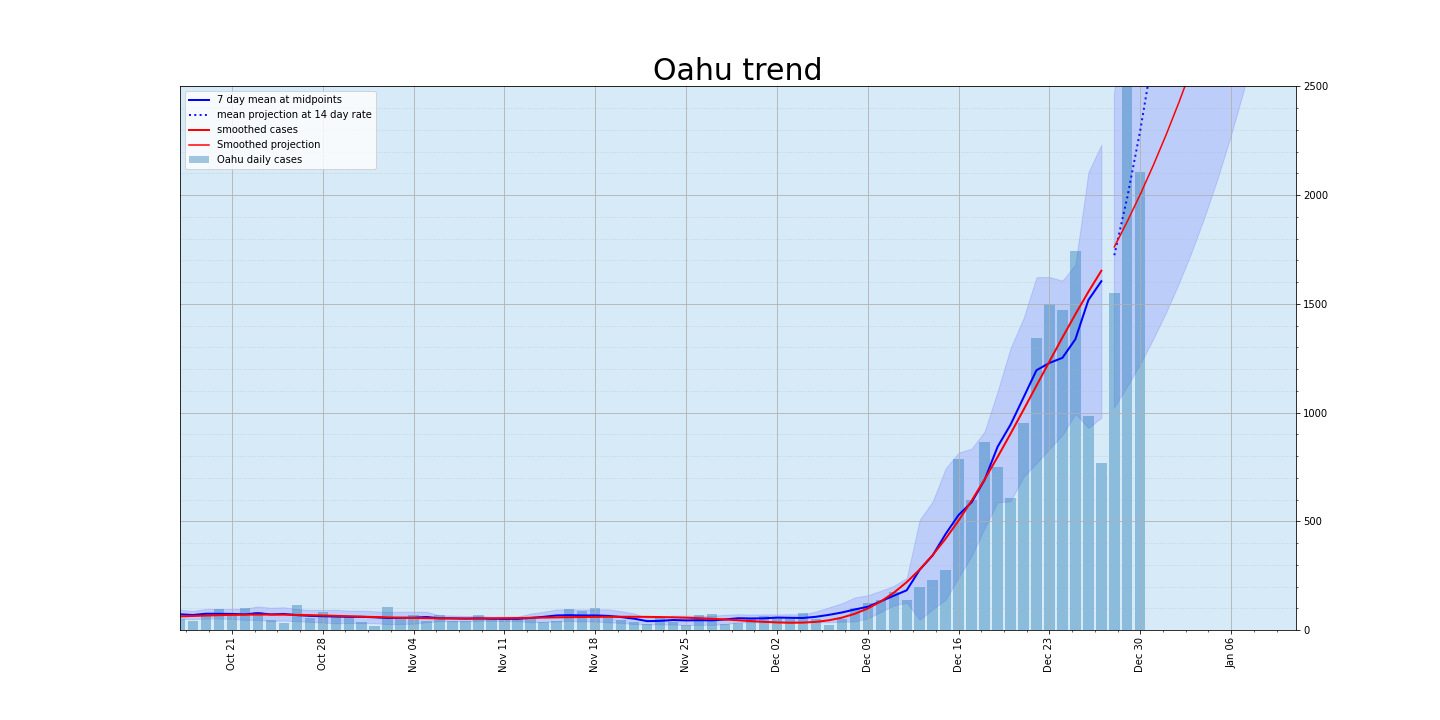 Oahu trend
7 day mean at midpoints
mean projection at 14 day rate
smoothed cases
Smoothed projection
Oahu daily cases
2500
2000
1500
1000
500
0
Oct 21
Oct 28
Nov 04
Nov 11
Nov 18
Nov 25
Dec 02
Dec 09
Dec 16
Dec 23
Dec 30
Jan 06